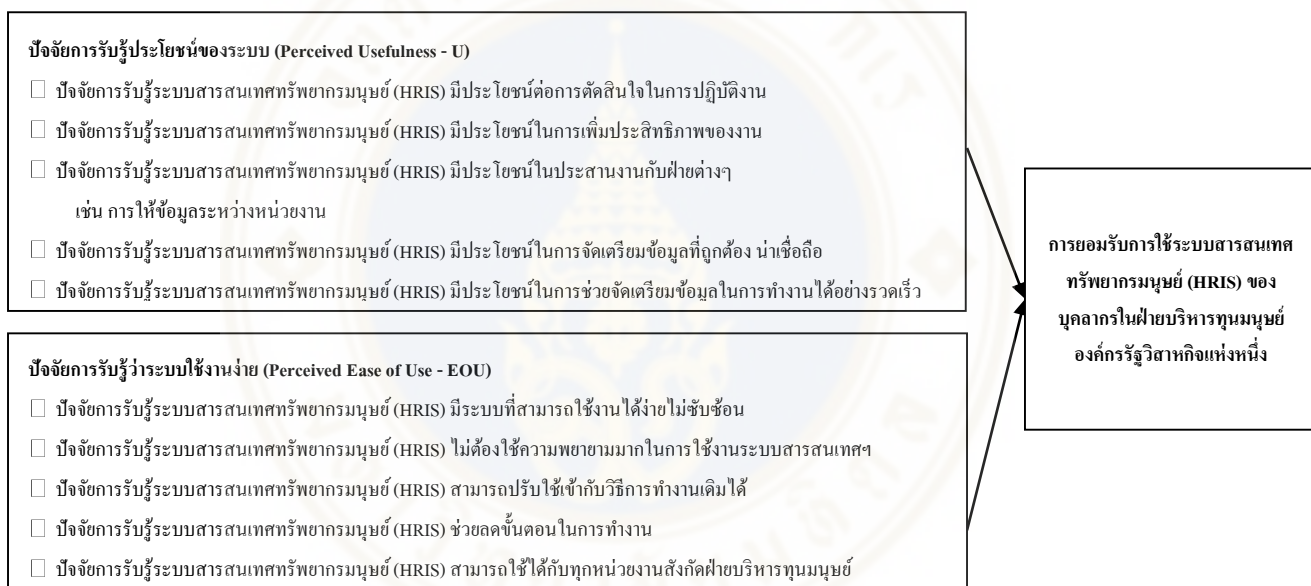 ปัจจัยการรับรู้ประโยชน์ของระบบ (Perceived Usefulness - U)
ปัจจัยการรับรู้ระบบสารสนเทศทรัพยากรมนุษย์ (HRIS) มีประโยชน์ต่อการตัดสินใจในการปฏิบัติงาน
ปัจจัยการรับรู้ระบบสารสนเทศทรัพยากรมนุษย์ (HRIS) มีประโยชน์ในการเพิ่มประสิทธิภาพของงาน
ปัจจัยการรับรู้ระบบสารสนเทศทรัพยากรมนุษย์ (HRIS) มีประโยชน์ในประสานงานกับฝ่ายต่างๆ
เช่น การให้ข้อมูลระหว่างหน่วยงาน
ปัจจัยการรับรู้ระบบสารสนเทศทรัพยากรมนุษย์ (HRIS) มีประโยชน์ในการจัดเตรียมข้อมูลที่ถูกต้อง น่าเชื่อถือ
ปัจจัยการรับรู้ระบบสารสนเทศทรัพยากรมนุษย์ (HRIS) มีประโยชน์ในการช่วยจัดเตรียมข้อมูลในการทำงานได้อย่างรวดเร็ว
ปัจจัยการรับรู้ว่าระบบใช้งานง่าย (Perceived Ease of Use - EOU)
ปัจจัยการรับรู้ระบบสารสนเทศทรัพยากรมนุษย์ (HRIS) มีระบบที่สามารถใช้งานได้ง่ายไม่ซับซ้อน
ปัจจัยการรับรู้ระบบสารสนเทศทรัพยากรมนุษย์ (HRIS) ไม่ต้องใช้ความพยายามมากในการใช้งานระบบสารสนเทศฯ
ปัจจัยการรับรู้ระบบสารสนเทศทรัพยากรมนุษย์ (HRIS) สามารถปรับใช้เข้ากับวิธีการทำงานเดิมได้
ปัจจัยการรับรู้ระบบสารสนเทศทรัพยากรมนุษย์ (HRIS) ช่วยลดขั้นตอนในการทำงาน
ปัจจัยการรับรู้ระบบสารสนเทศทรัพยากรมนุษย์ (HRIS) สามารถใช้ได้กับทุกหน่วยงานสังกัดฝ่ายบริหารทุนมนุษย์
การยอมรับการใช้ระบบสารสนเทศ
ทรัพยากรมนุษย์ (HRIS) ของ
บุคลากรในฝ่ายบริหารทุนมนุษย์
องค์กรรัฐวิสาหกิจแห่งหนึ่ง